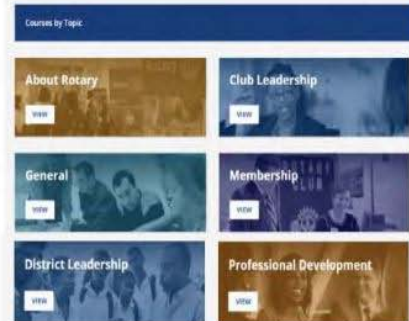 Courses by Topic
About Rotary
VIEW
Club Leadership
VIEW
General
VIEW
Membership
VIEW
District Leadership
VIEW
Professional Development
VIEW